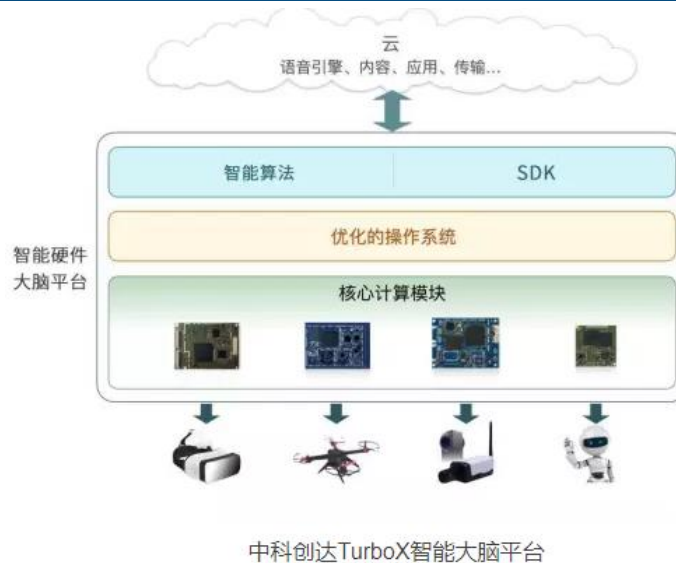 云
语音引擎、内容、应用、传输...
智能算法
SDK
优化的操作系统
智能硬件
大脑平台
核心计算模块
中科创达TurboX智能大脑平台